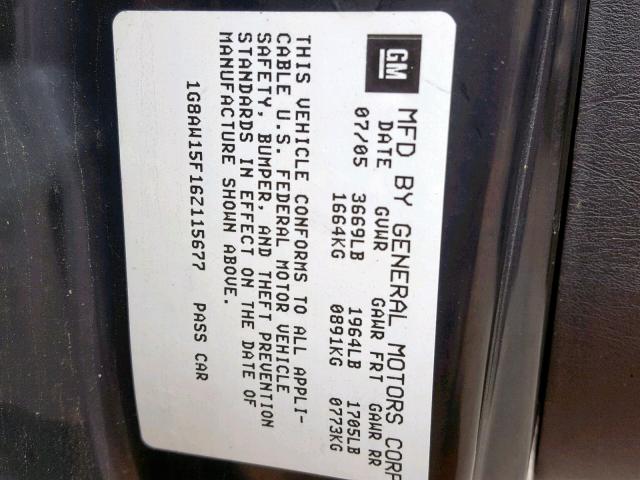 GM
MFD BY GENERAL MOTORS CORP
DATE GVWR GAWR FRT GAWR RR
07/05 3669LB 1964LB 1705LB
1664KG 0891KG 0773KG
THIS VEHICLE CONFORMS TO ALL APPLI-
CABLE U.S. FEDERAL MOTOR VEHICLE
SAFETY, BUMPER, AND THEFT PREVENTION
STANDARDS IN EFFECT ON THE DATE OF
MANUFACTURE SHOWN ABOVE.
1G8AW15F16Z115677 PASS CAR